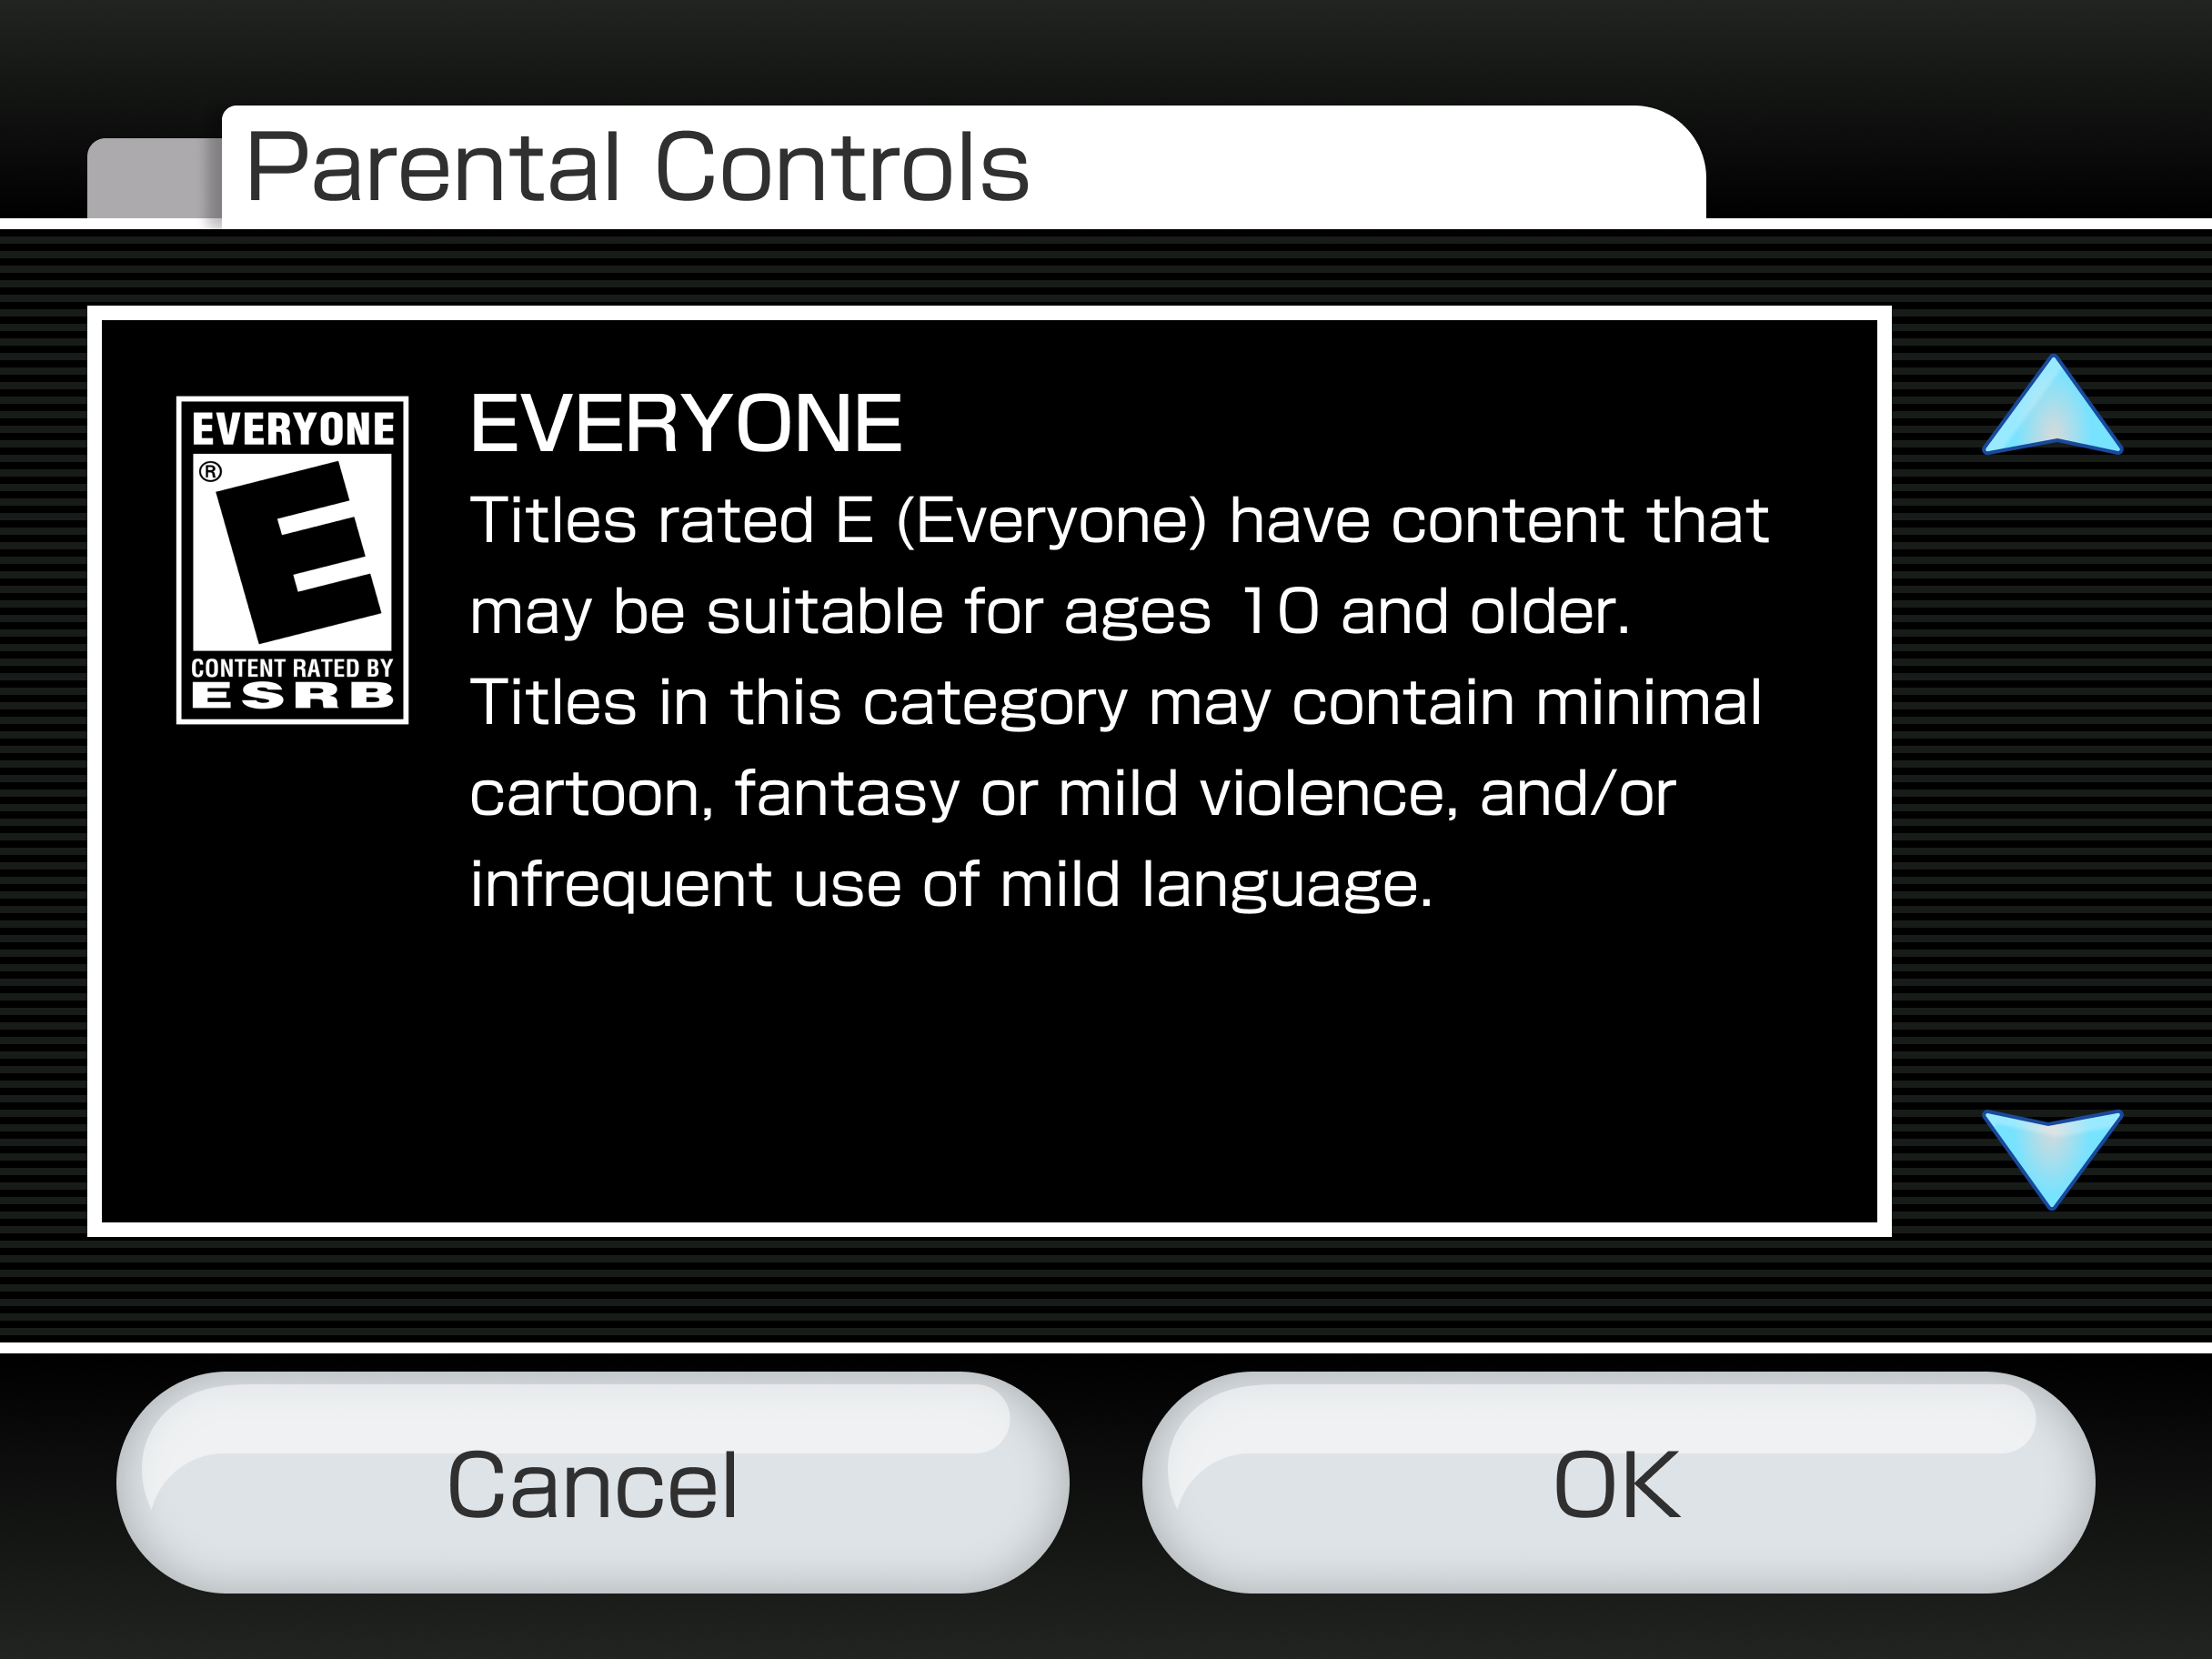 Parental Controls
EVERYONE
®
E
CONTENT RATED BY
ESRB
EVERYONE
Titles rated E (Everyone) have content that
may be suitable for ages 10 and older.
Titles in this category may contain minimal
cartoon, fantasy or mild violence, and/or
infrequent use of mild language.
Cancel
OK